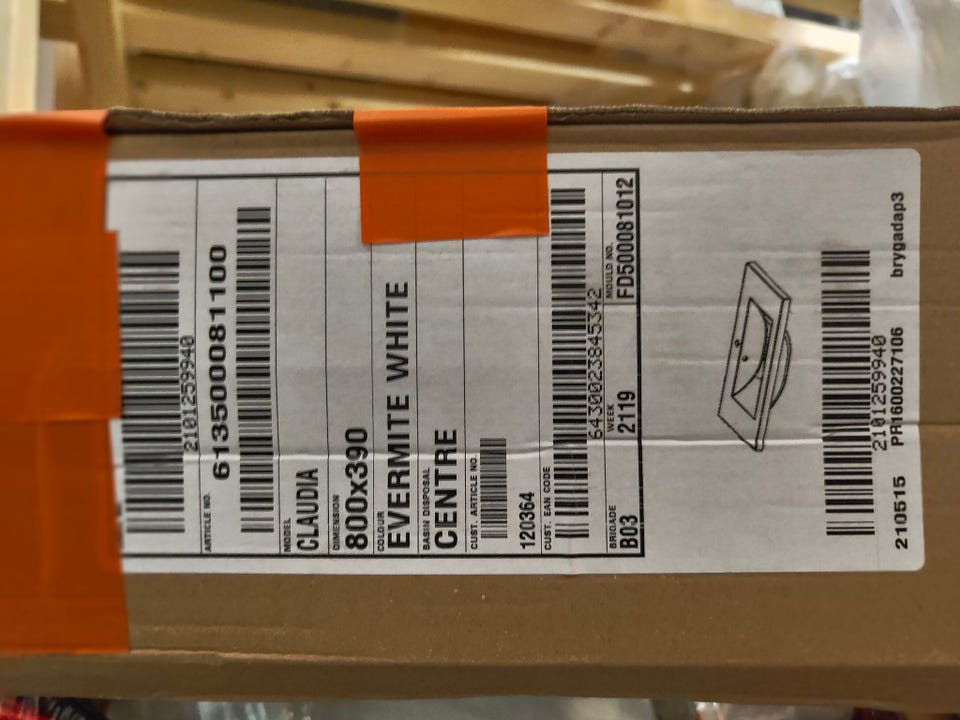 2101259940
ARTICLE NO.
6135000081100
MODEL
CLAUDIA
DIMENSION
800x390
COLOUR
EVERMITE WHITE
BASIN DISPOSAL
CENTRE
CUST. ARTICLE NO.
120364
CUST. EAN CODE
6430023845342
BRIGADE WEEK MOULD NO.
B03 2119 FD500081012
2101259940
210515 PR1600227106 brygadap3